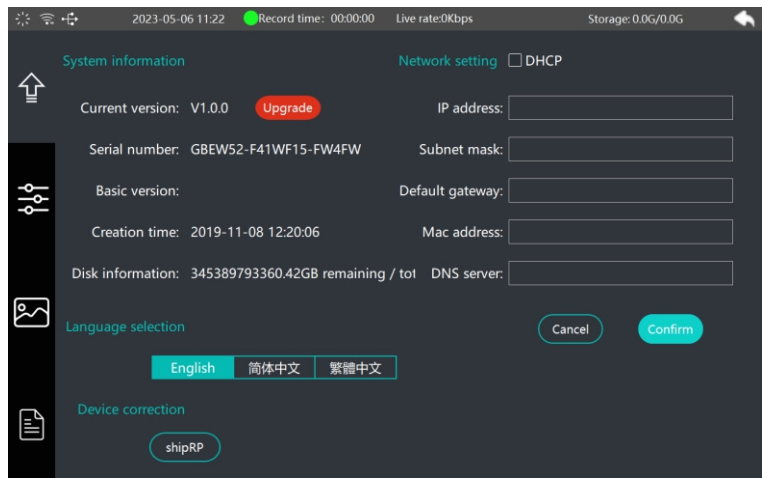 2023-05-06 11:22 Record time: 00:00:00 Live rate:0Kbps Storage: 0.0G/0.0G
System information
Network setting DHCP
Current version: V1.0.0 Upgrade
IP address:
Serial number: GBEW52-F41WF15-FW4FW
Subnet mask:
Basic version:
Default gateway:
Creation time: 2019-11-08 12:20:06
Mac address:
Disk information: 345389793360.42GB remaining / tot
DNS server:
Language selection
Cancel Confirm
English 简体中文 繁體中文
Device correction
shipRP